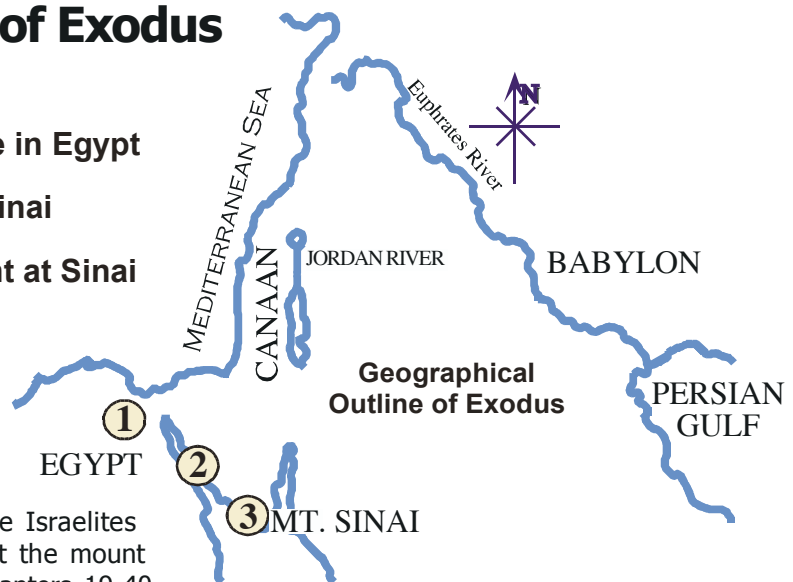 of Exodus
e in Egypt
inai
t at Sinai
MEDITERRANEAN SEA
Euphrates River
N
CANAAN
JORDAN RIVER
BABYLON
Geographical
Outline of Exodus
PERSIAN
GULF
1
EGYPT
2
3
MT. SINAI
e Israelites
t the mount